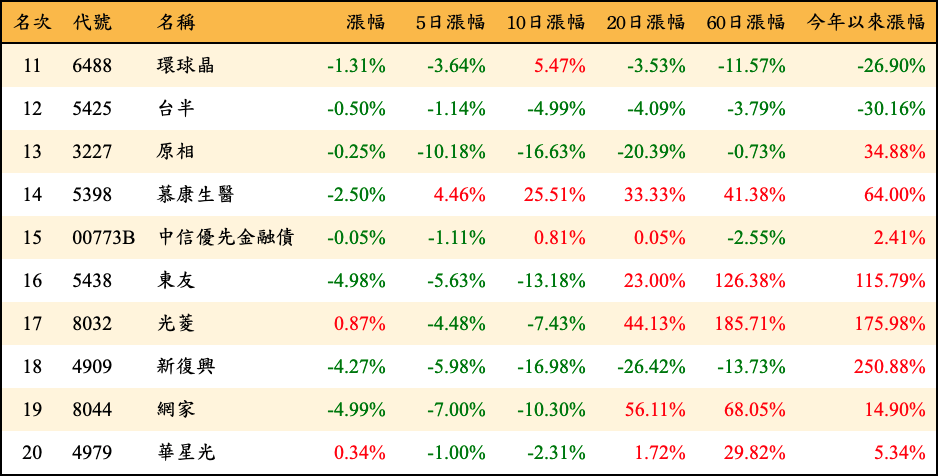 名次 代號 名稱 漲幅 5日漲幅 10日漲幅 20日漲幅 60日漲幅 今年以來漲幅
11 6488 環球晶 -1.31% -3.64% 5.47% -3.53% -11.57% -26.90%
12 5425 台半 -0.50% -1.14% -4.99% -4.09% -3.79% -30.16%
13 3227 原相 -0.25% -10.18% -16.63% -20.39% -0.73% 34.88%
14 5398 慕康生醫 -2.50% 4.46% 25.51% 33.33% 41.38% 64.00%
15 00773B 中信優先金融債 -0.05% -1.11% 0.81% 0.05% -2.55% 2.41%
16 5438 東友 -4.98% -5.63% -13.18% 23.00% 126.38% 115.79%
17 8032 光菱 0.87% -4.48% -7.43% 44.13% 185.71% 175.98%
18 4909 新復興 -4.27% -5.98% -16.98% -26.42% -13.73% 250.88%
19 8044 網家 -4.99% -7.00% -10.30% 56.11% 68.05% 14.90%
20 4979 華星光 0.34% -1.00% -2.31% 1.72% 29.82% 5.34%